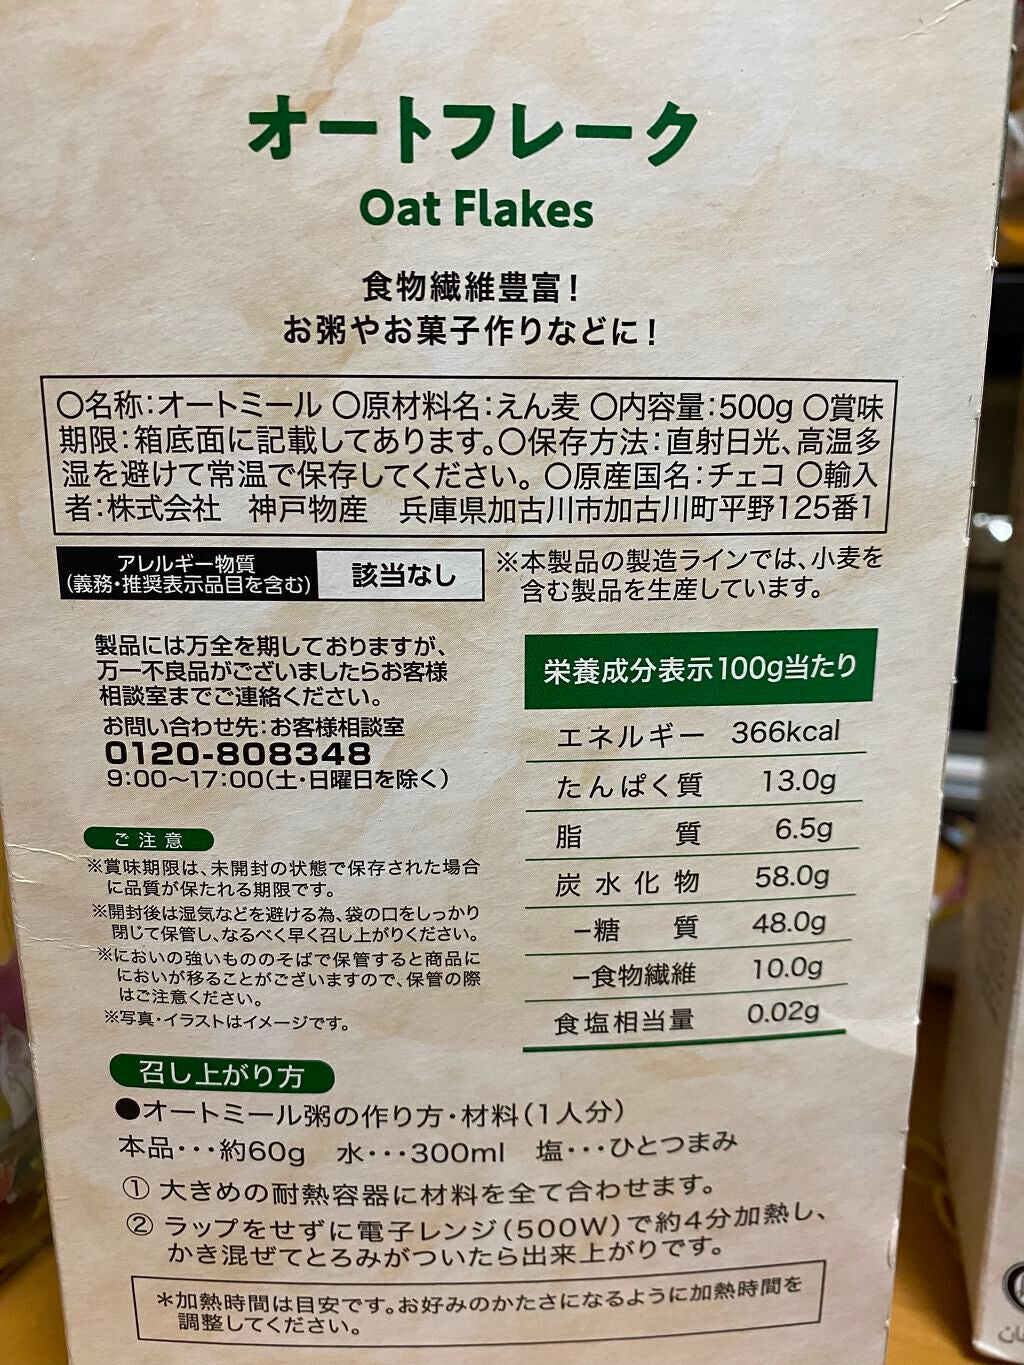 オートフレーク
Oat Flakes
食物繊維豊富！
お粥やお菓子作りなどに！
〇名称：オートミール 〇原材料名：えん麦 〇内容量：500g 〇賞味
期限：箱底面に記載してあります。〇保存方法：直射日光、高温多
湿を避けて常温で保存してください。〇原産国名：チェコ 〇輸入
者：株式会社　神戸物産　兵庫県加古川市加古川町平野125番1
アレルギー物質
(義務・推奨表示品目を含む)
該当なし
※本製品の製造ラインでは、小麦を
含む製品を生産しています。
製品には万全を期しておりますが、
万一不良品がございましたらお客様
相談室までご連絡ください。
お問い合わせ先：お客様相談室
0120-808348
9:00〜17:00(土・日曜日を除く)
ご注意
※賞味期限は、未開封の状態で保存された場合
に品質が保たれる期限です。
※開封後は湿気などを避ける為、袋の口をしっかり
閉じて保管し、なるべく早く召し上がりください。
※においの強いもののそばで保管すると商品に
においが移ることがございますので、保管の際
はご注意ください。
※写真・イラストはイメージです。
栄養成分表示100g当たり
エネルギー 366kcal
たんぱく質 13.0g
脂質 6.5g
炭水化物 58.0g
−糖質 48.0g
−食物繊維 10.0g
食塩相当量 0.02g
召し上がり方
●オートミール粥の作り方・材料(1人分)
本品･･･約60g　水･･･300ml　塩･･･ひとつまみ
① 大きめの耐熱容器に材料を全て合わせます。
② ラップをせずに電子レンジ(500W)で約4分加熱し、
かき混ぜてとろみがついたら出来上がりです。
＊加熱時間は目安です。お好みのかたさになるように加熱時間を
調整してください。